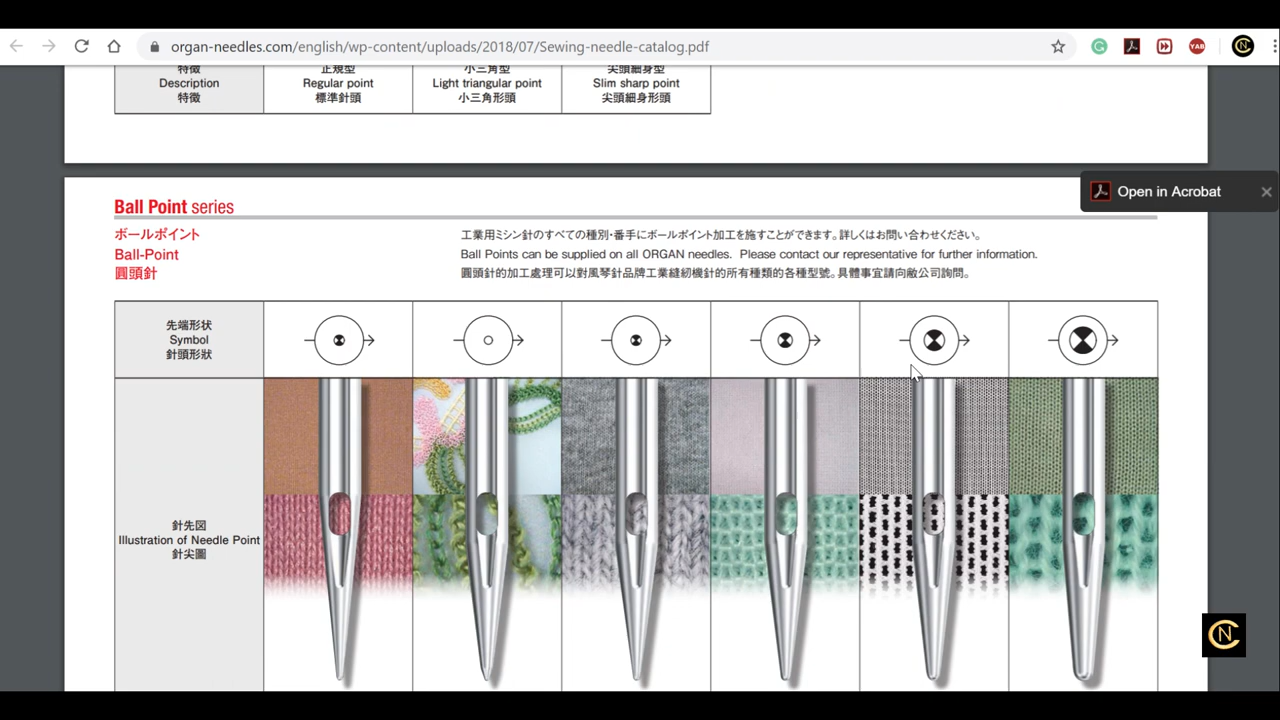 organ-needles.com/english/wp-content/uploads/2018/07/Sewing-needle-catalog.pdf
YAB
特徴
Description
特徵
正規型
Regular point
標準針頭
小三角型
Light triangular point
小三角形頭
尖頭細身型
Slim sharp point
尖頭細身形頭
Open in Acrobat
Ball Point series
ボールポイント
Ball-Point
圓頭針
工業用ミシン針のすべての種別・番手にボールポイント加工を施すことができます。詳しくはお問い合わせください。
Ball Points can be supplied on all ORGAN needles. Please contact our representative for further information.
圓頭針的加工處理可以對風琴針品牌工業縫紉機針的所有種類的各種型號。具體事宜請向敝公司詢問。
先端形状
Symbol
針頭形狀
針先図
Illustration of Needle Point
針尖圖
CN